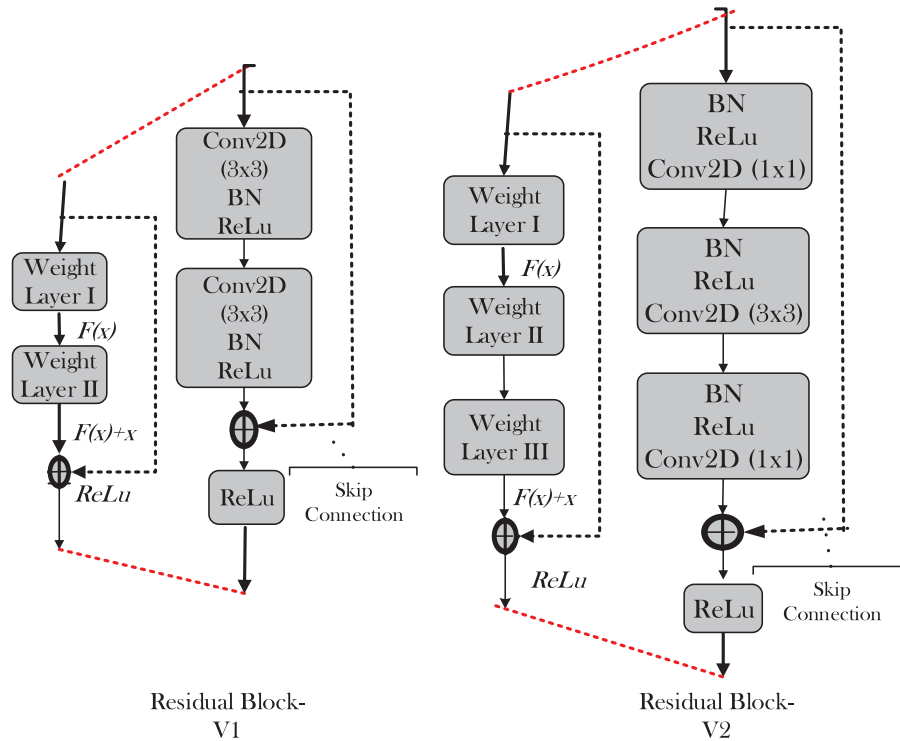 Weight
Layer I
F(x)
Weight
Layer II
F(x)+x
ReLu
Conv2D
(3x3)
BN
ReLu
Conv2D
(3x3)
BN
ReLu
ReLu
Skip
Connection
Residual Block-
V1
Weight
Layer I
F(x)
Weight
Layer II
Weight
Layer III
F(x)+x
ReLu
BN
ReLu
Conv2D (1x1)
BN
ReLu
Conv2D (3x3)
BN
ReLu
Conv2D (1x1)
ReLu
Skip
Connection
Residual Block-
V2